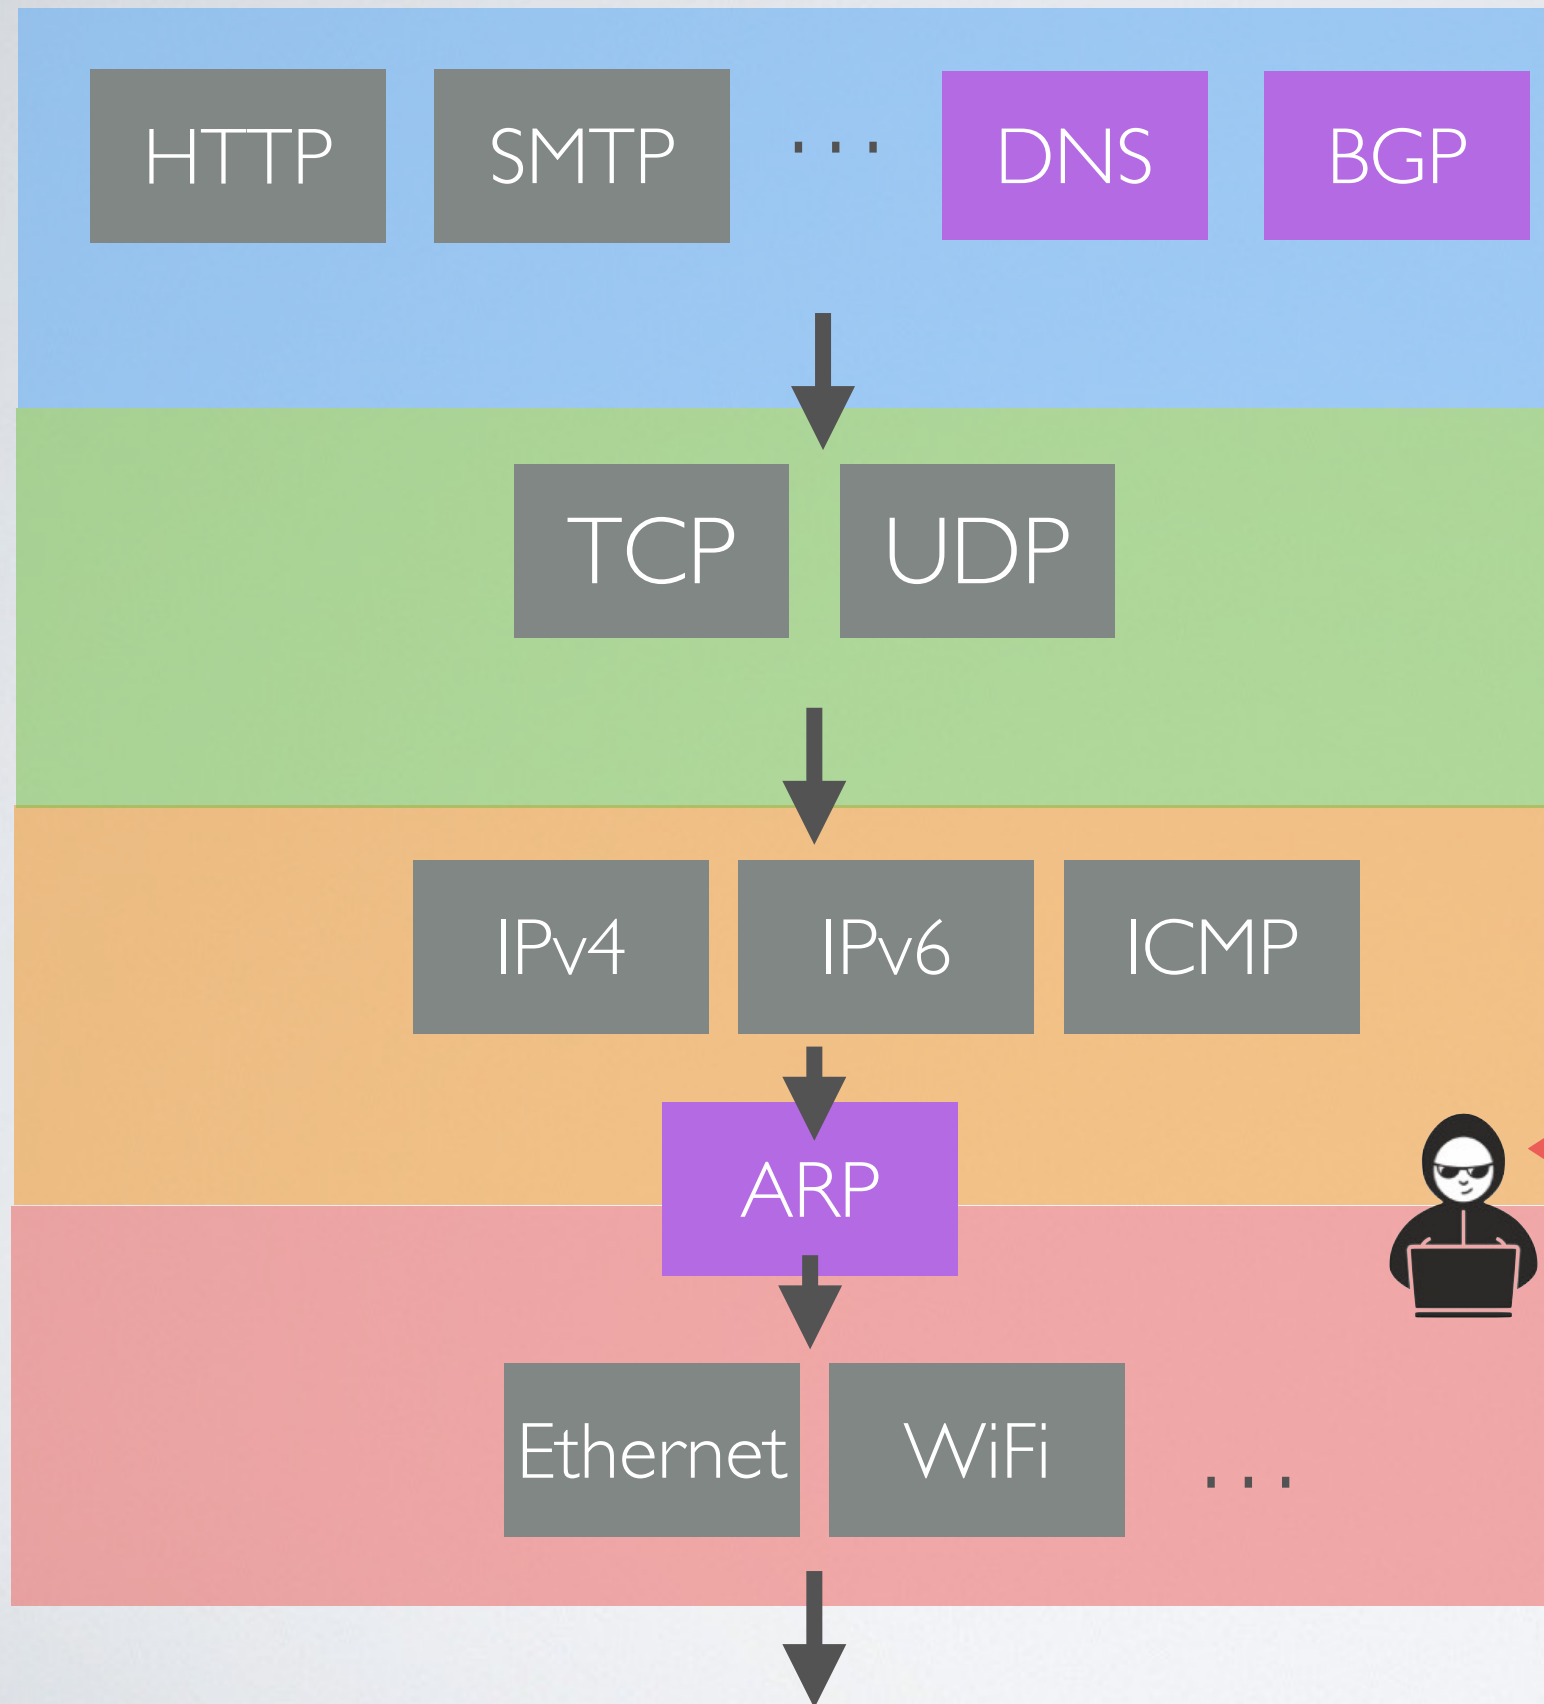 HTTP SMTP ... DNS BGP
TCP UDP
IPv4 IPv6 ICMP
ARP
Ethernet WiFi ...